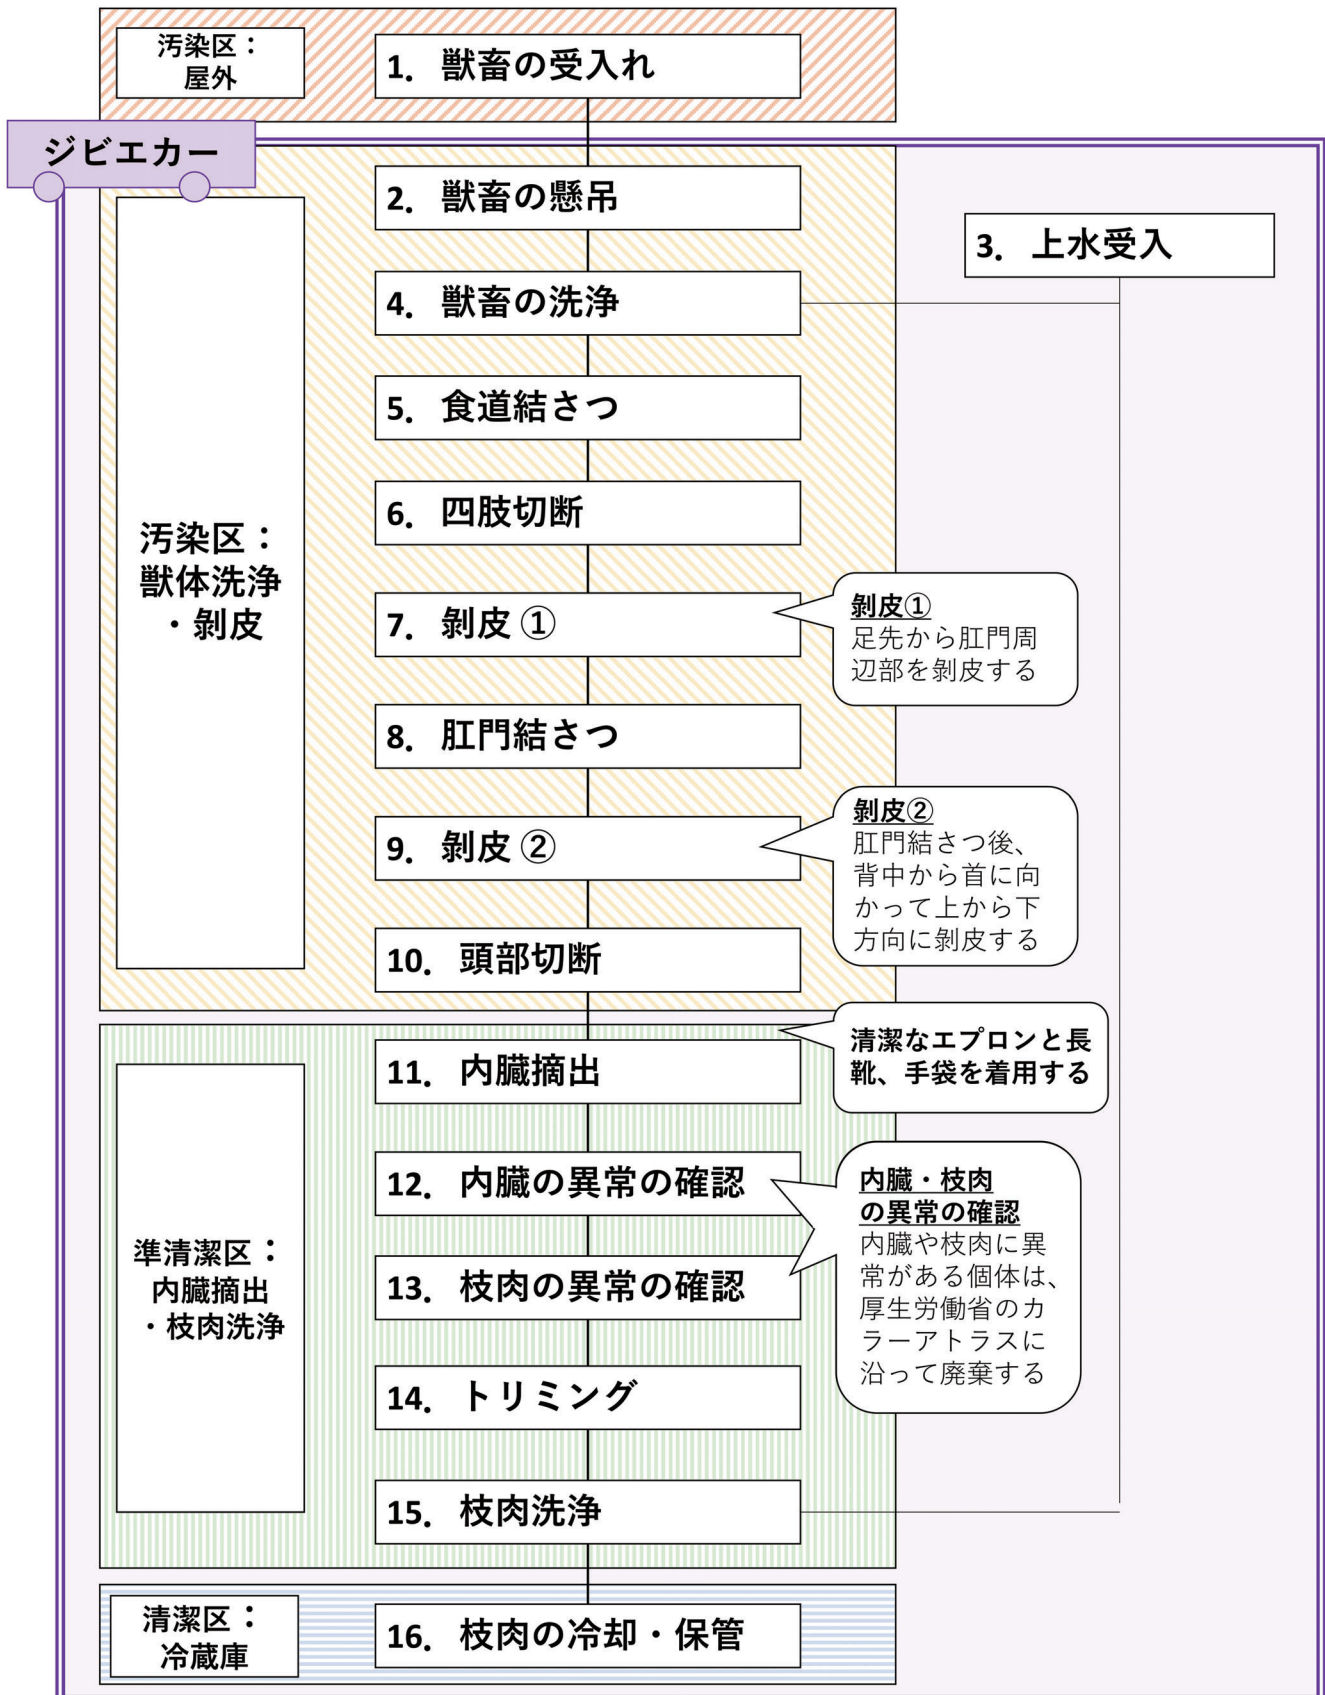 汚染区：
屋外
1. 獣畜の受入れ
ジビエカー
2. 獣畜の懸吊
3. 上水受入
4. 獣畜の洗浄
5. 食道結さつ
6. 四肢切断
汚染区：
獣体洗浄
・剝皮
7. 剝皮 ①
剝皮①
足先から肛門周
辺部を剝皮する
8. 肛門結さつ
9. 剝皮 ②
剝皮②
肛門結さつ後、
背中から首に向
かって上から下
方向に剝皮する
10. 頭部切断
11. 内臓摘出
清潔なエプロンと長
靴、手袋を着用する
12. 内臓の異常の確認
内臓・枝肉
の異常の確認
内臓や枝肉に異
常がある個体は、
厚生労働省のカ
ラーアトラスに
沿って廃棄する
準清潔区：
内臓摘出
・枝肉洗浄
13. 枝肉の異常の確認
14. トリミング
15. 枝肉洗浄
清潔区：
冷蔵庫
16. 枝肉の冷却・保管